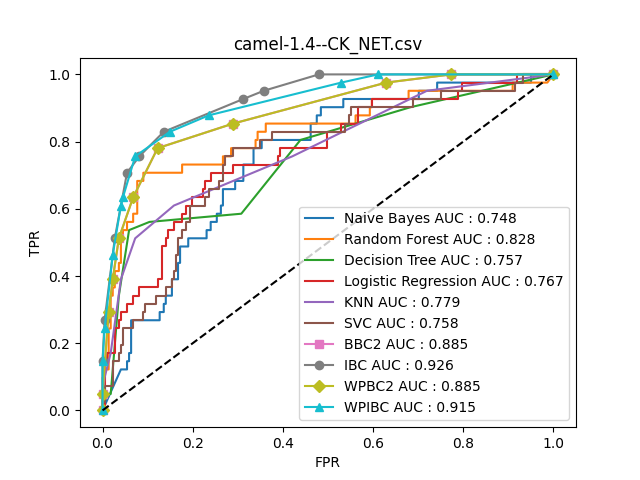 camel-1.4--CK_NET.csv
1.0
0.8
0.6
0.4
0.2
0.0
TPR
0.0 0.2 0.4 0.6 0.8 1.0
FPR
Naive Bayes AUC : 0.748
Random Forest AUC : 0.828
Decision Tree AUC : 0.757
Logistic Regression AUC : 0.767
KNN AUC : 0.779
SVC AUC : 0.758
BBC2 AUC : 0.885
IBC AUC : 0.926
WPBC2 AUC : 0.885
WPIBC AUC : 0.915